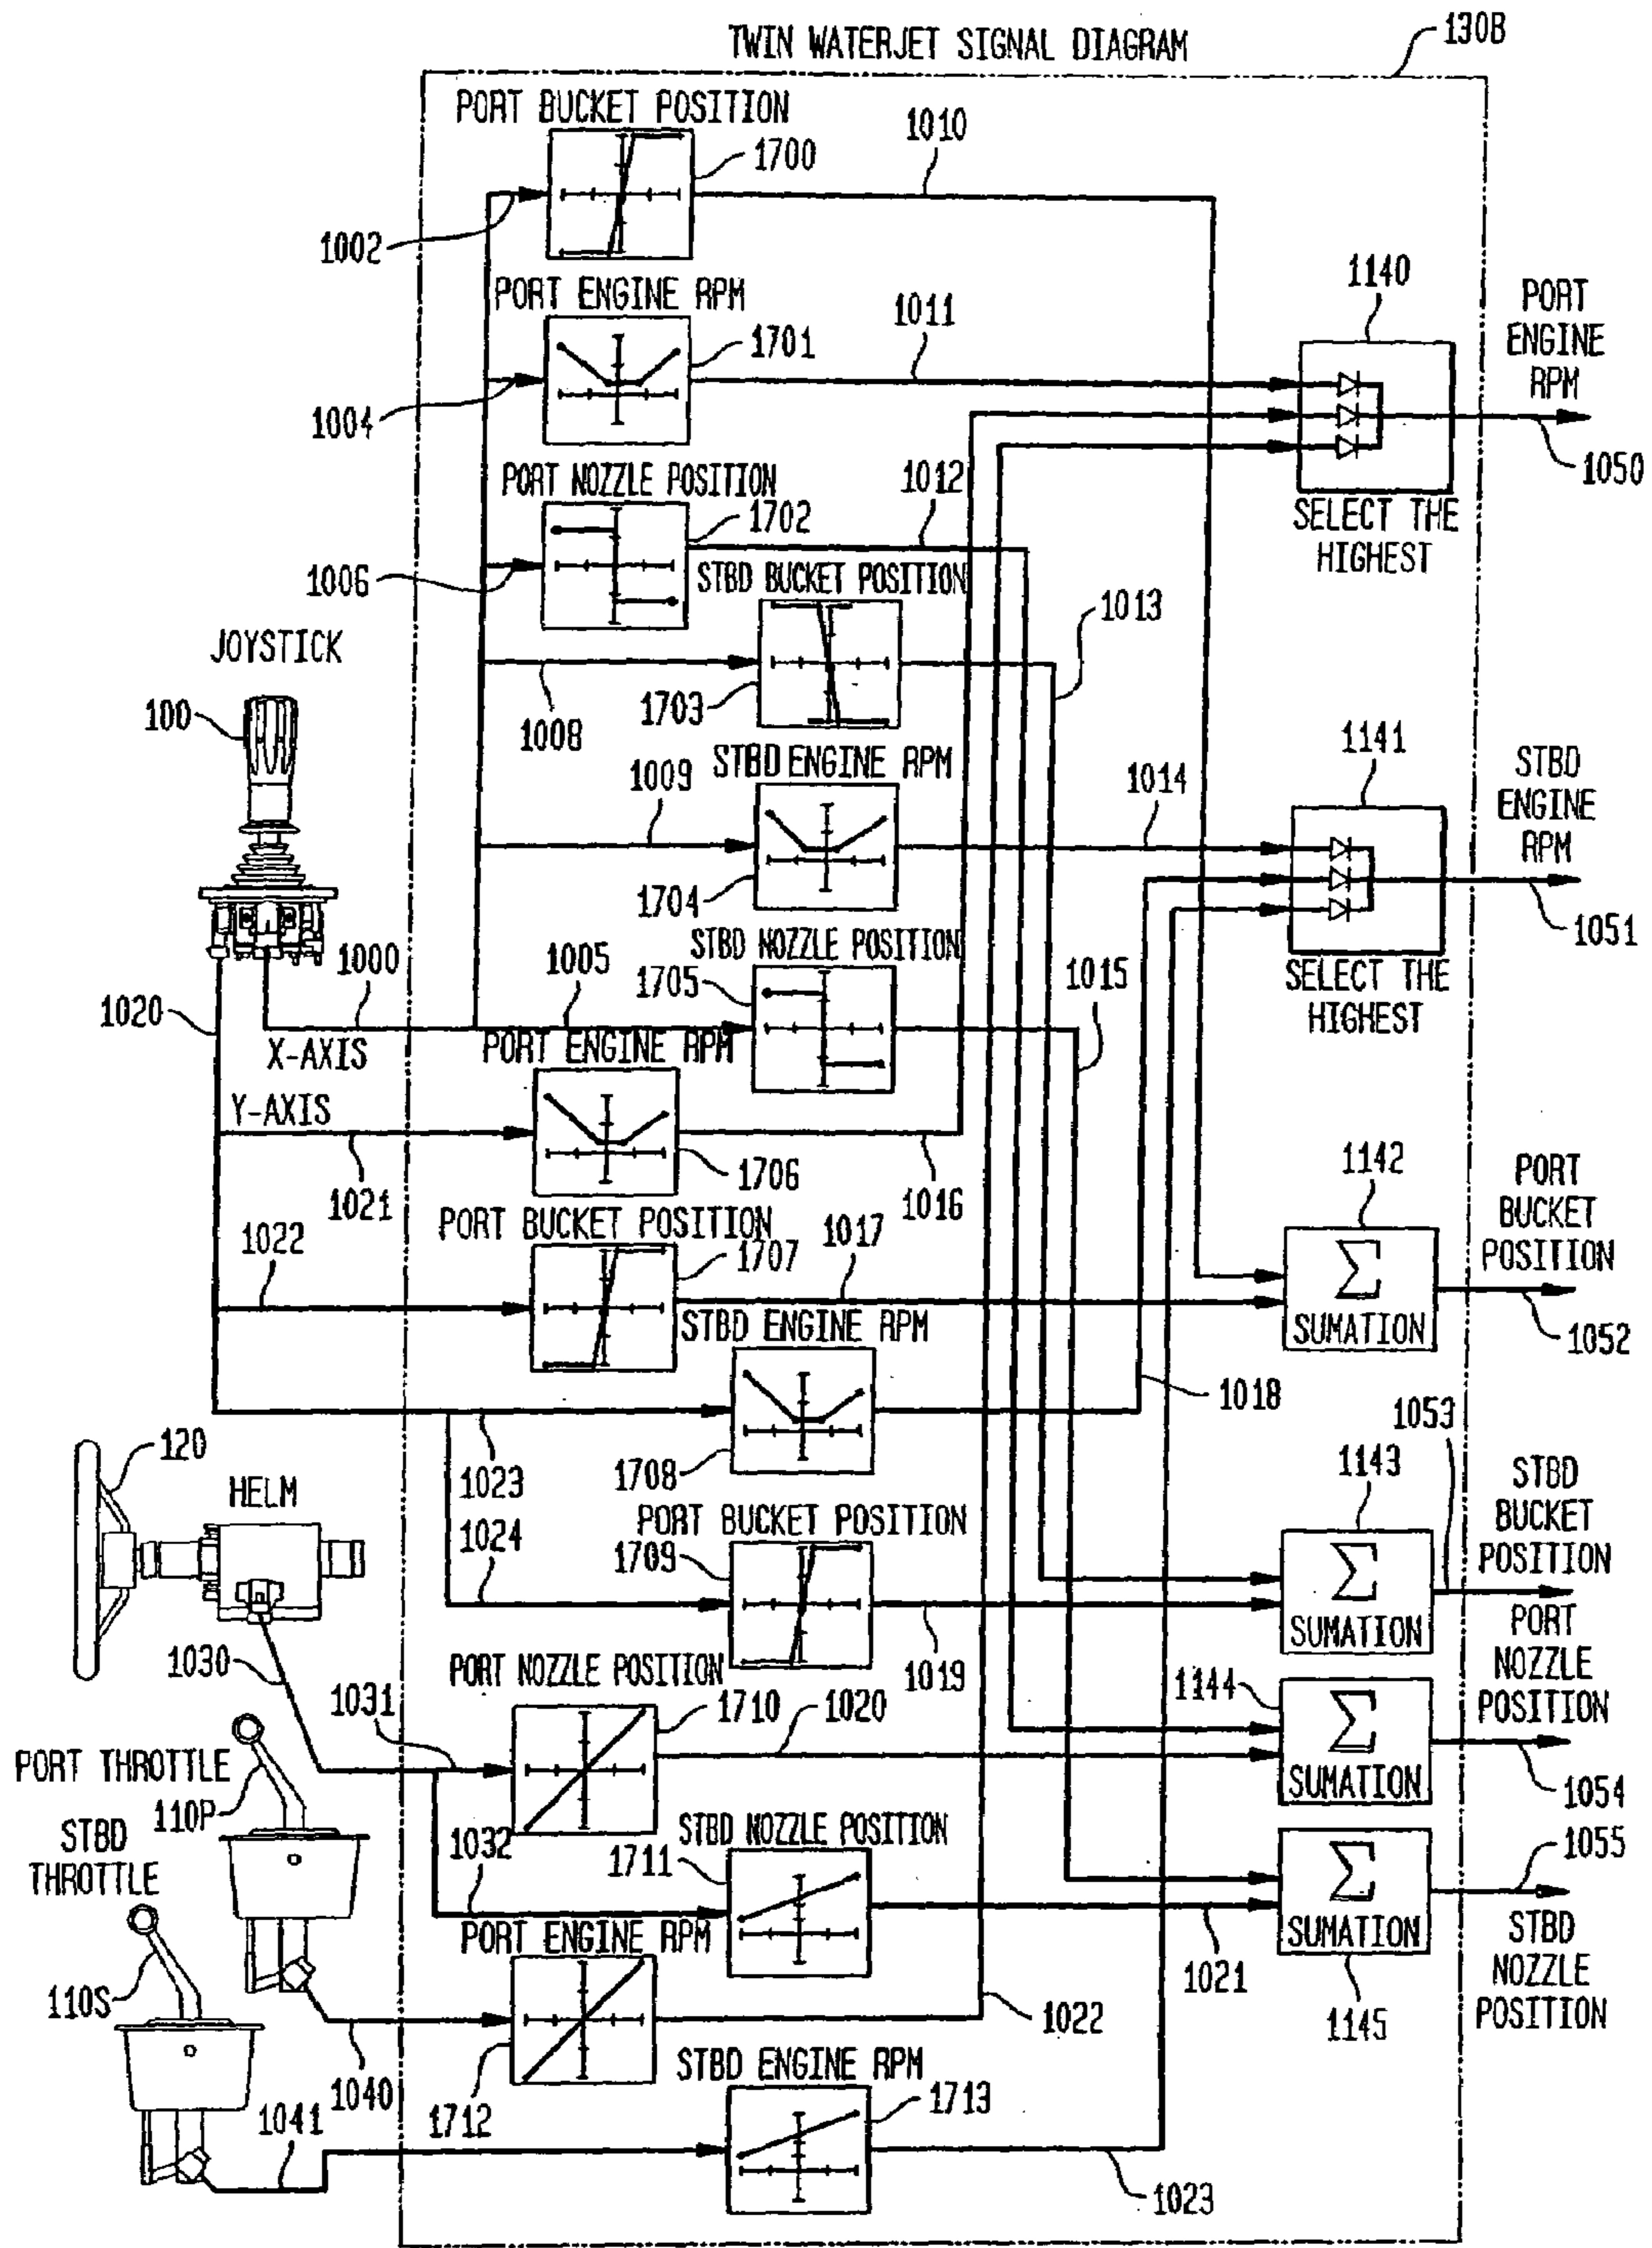 TWIN WATERJET SIGNAL DIAGRAM
130B
PORT BUCKET POSITION
1700
1010
1002
PORT ENGINE RPM
1701
1011
1004
1140
PORT
ENGINE
RPM
1050
SELECT THE
HIGHEST
PORT NOZZLE POSITION
1702
1012
1006
STBD BUCKET POSITION
1013
1703
1008
JOYSTICK
100
STBD ENGINE RPM
1009
1014
1704
1141
STBD
ENGINE
RPM
1051
SELECT THE
HIGHEST
STBD NOZZLE POSITION
1705
1015
1000
1005
1020
X-AXIS
PORT ENGINE RPM
Y-AXIS
1021
1706
1016
PORT BUCKET POSITION
1022
1707
1017
1142
PORT
BUCKET
POSITION
SUMATION
1052
STBD ENGINE RPM
1018
1708
1023
120
HELM
PORT BUCKET POSITION
1024
1709
1019
1053
1143
STBD
BUCKET
POSITION
SUMATION
1030
PORT NOZZLE POSITION
1031
1710
1020
1144
PORT
NOZZLE
POSITION
SUMATION
1054
PORT THROTTLE
110P
STBD NOZZLE POSITION
1032
1711
1021
1055
SUMATION
1145
STBD
NOZZLE
POSITION
STBD
THROTTLE
110S
PORT ENGINE RPM
1040
1712
1022
STBD ENGINE RPM
1041
1713
1023